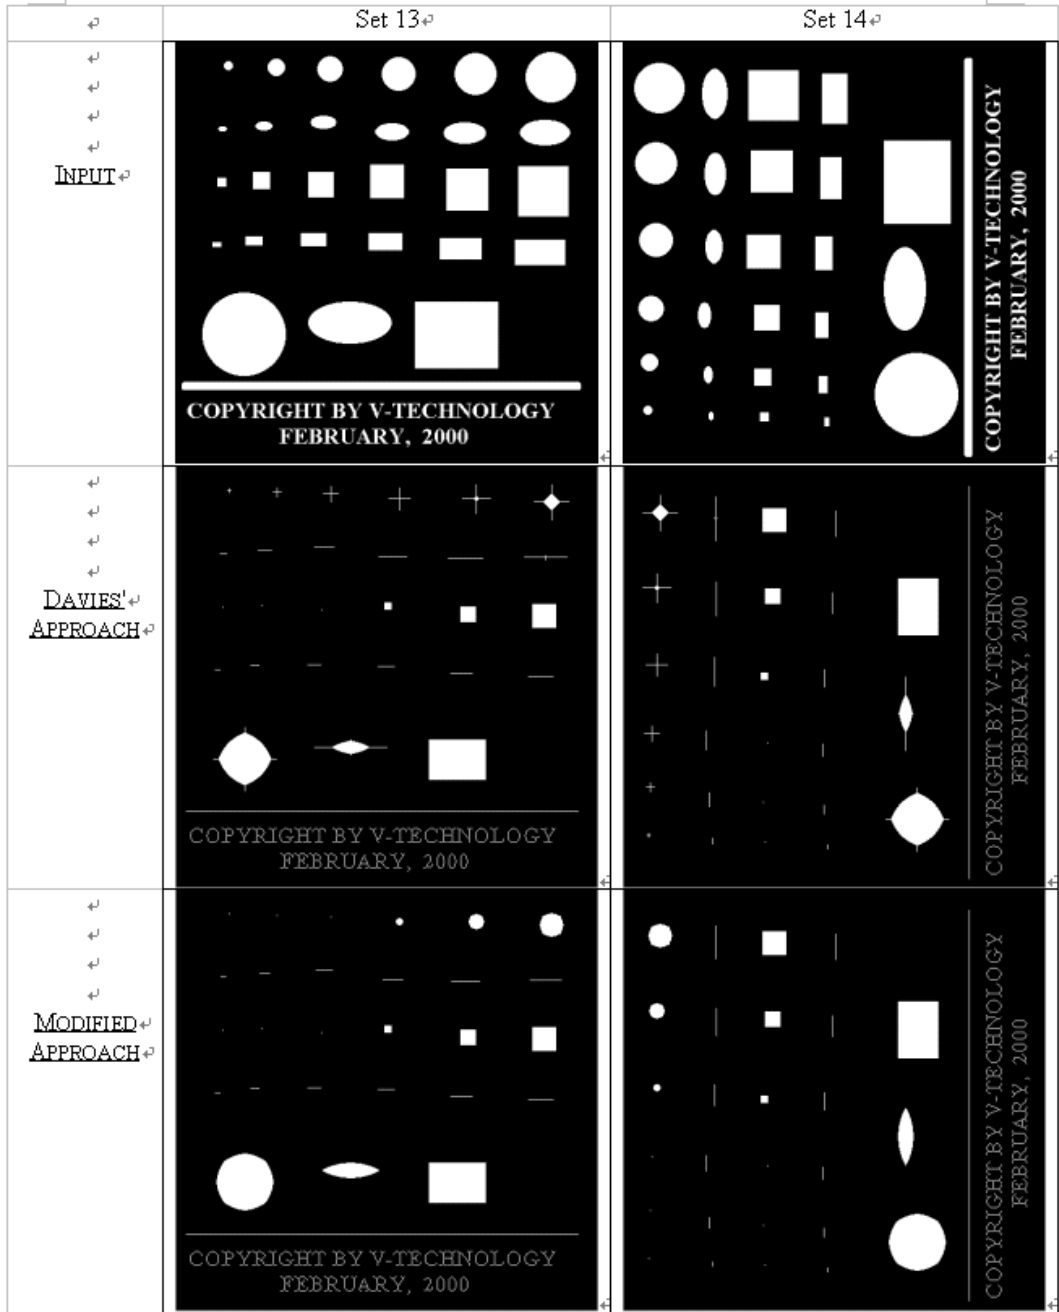 Set 13
Set 14
INPUT
COPYRIGHT BY V-TECHNOLOGY
FEBRUARY, 2000
COPYRIGHT BY V-TECHNOLOGY
FEBRUARY, 2000
DAVIES'
APPROACH
COPYRIGHT BY V-TECHNOLOGY
FEBRUARY, 2000
COPYRIGHT BY V-TECHNOLOGY
FEBRUARY, 2000
MODIFIED
APPROACH
COPYRIGHT BY V-TECHNOLOGY
FEBRUARY, 2000
COPYRIGHT BY V-TECHNOLOGY
FEBRUARY, 2000